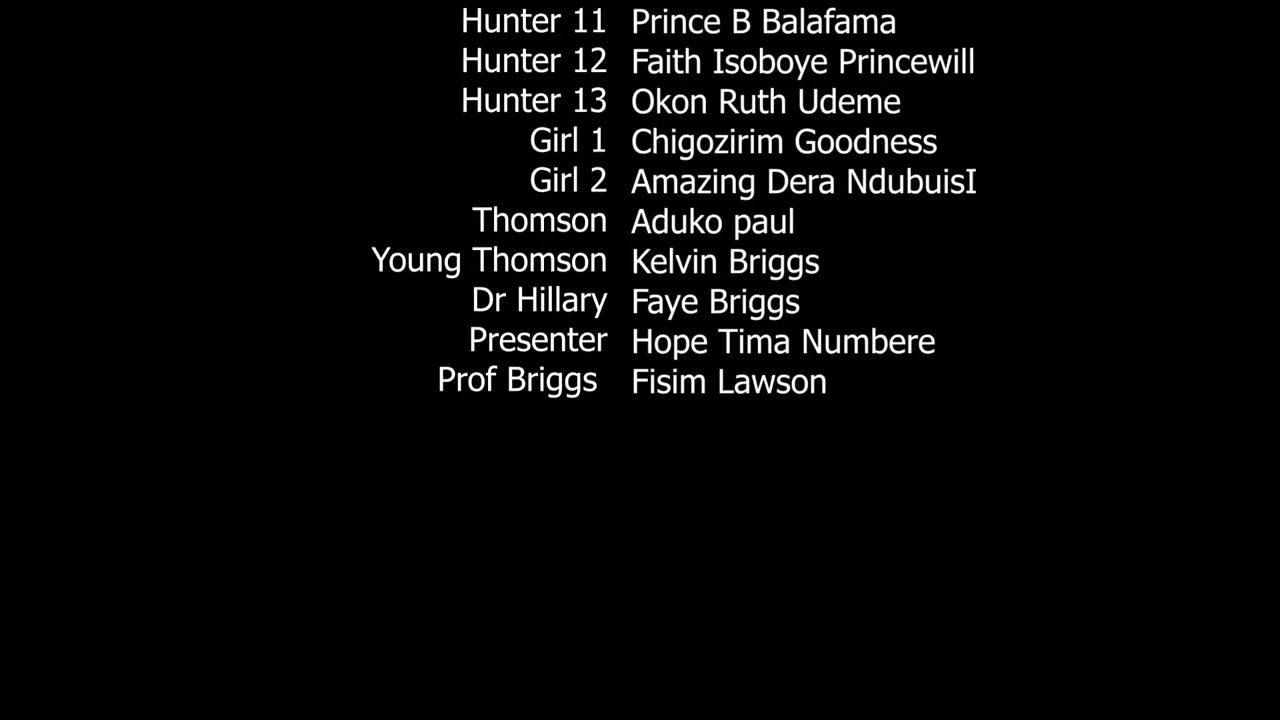 Hunter 11 Prince B Balafama
Hunter 12 Faith Isoboye Princewill
Hunter 13 Okon Ruth Udeme
Girl 1 Chigozirim Goodness
Girl 2 Amazing Dera NdubuisI
Thomson Aduko paul
Young Thomson Kelvin Briggs
Dr Hillary Faye Briggs
Presenter Hope Tima Numbere
Prof Briggs Fisim Lawson